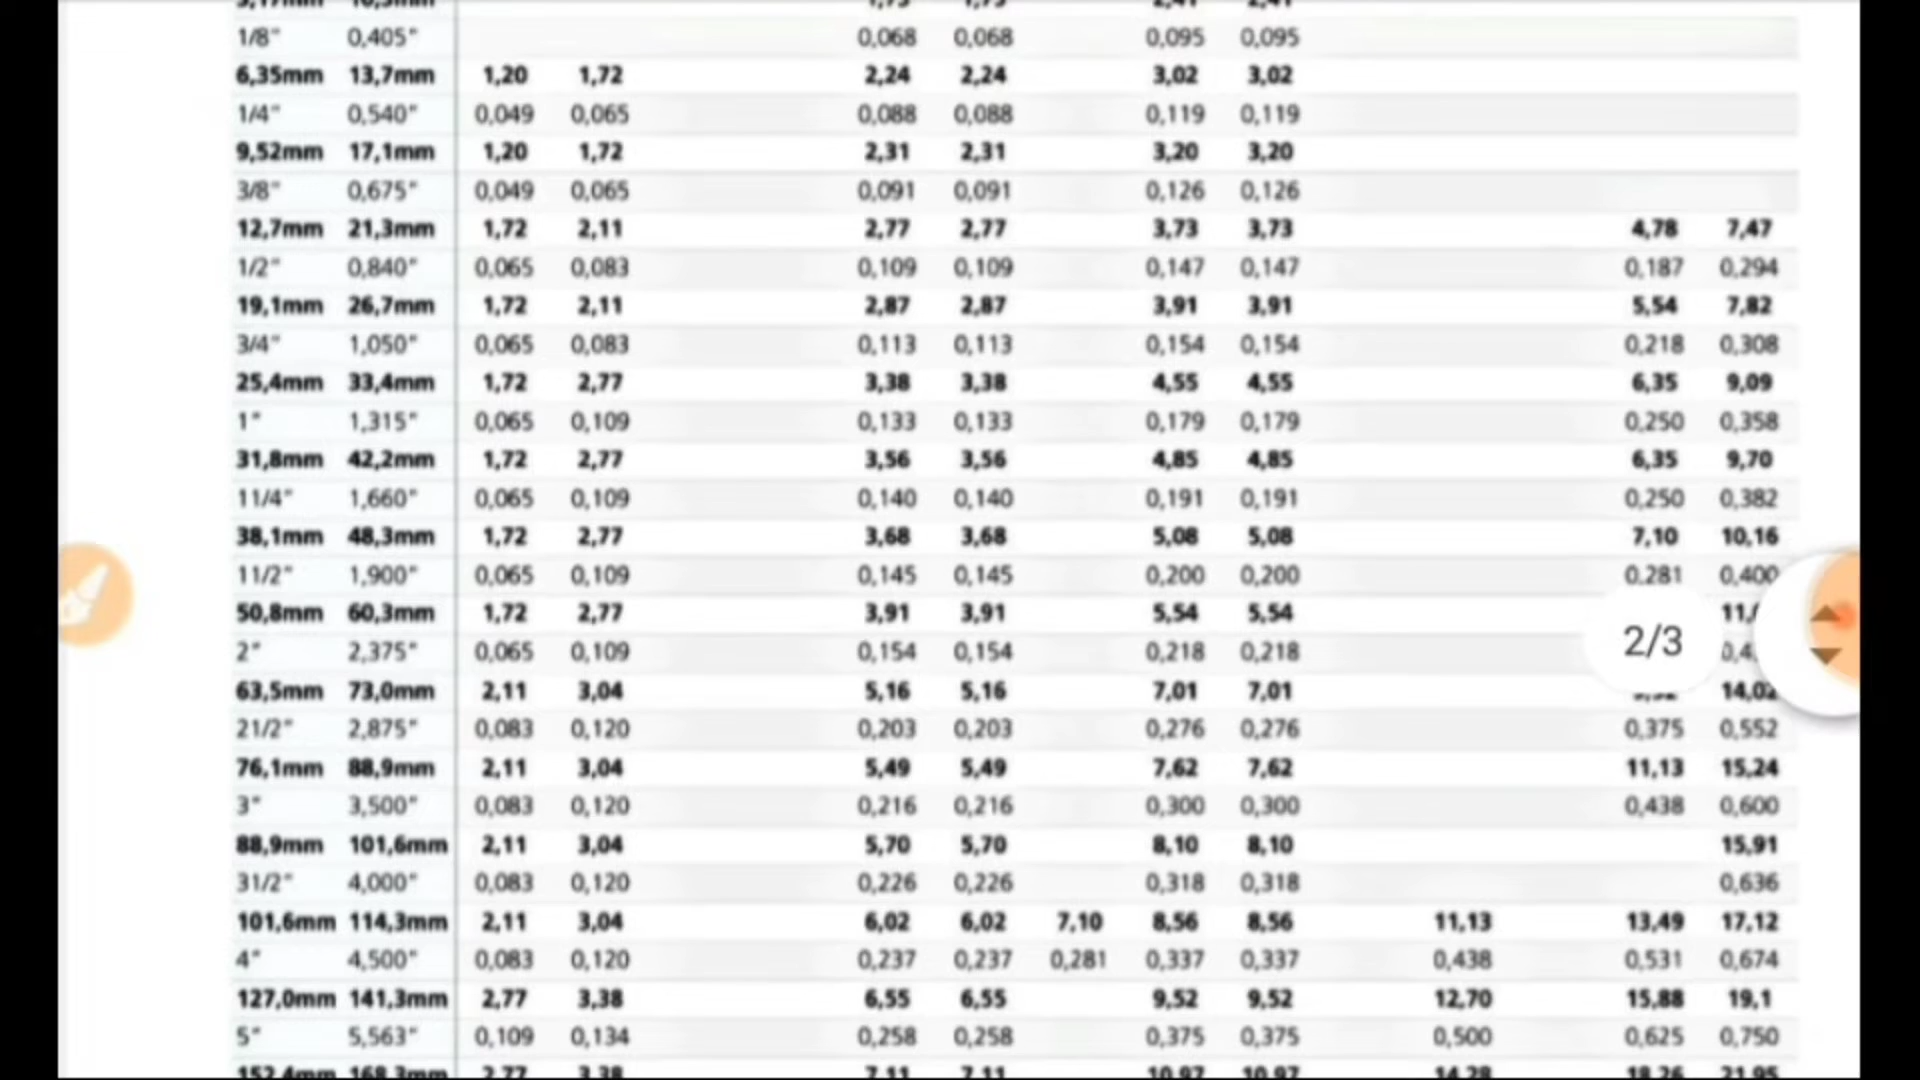 1/8" 0,405" 0,068 0,068 0,095 0,095
6,35mm 13,7mm 1,20 1,72 2,24 2,24 3,02 3,02
1/4" 0,540" 0,049 0,065 0,088 0,088 0,119 0,119
9,52mm 17,1mm 1,20 1,72 2,31 2,31 3,20 3,20
3/8" 0,675" 0,049 0,065 0,091 0,091 0,126 0,126
12,7mm 21,3mm 1,72 2,11 2,77 2,77 3,73 3,73 4,78 7,47
1/2" 0,840" 0,065 0,083 0,109 0,109 0,147 0,147 0,187 0,294
19,1mm 26,7mm 1,72 2,11 2,87 2,87 3,91 3,91 5,54 7,82
3/4" 1,050" 0,065 0,083 0,113 0,113 0,154 0,154 0,218 0,308
25,4mm 33,4mm 1,72 2,77 3,38 3,38 4,55 4,55 6,35 9,09
1" 1,315" 0,065 0,109 0,133 0,133 0,179 0,179 0,250 0,358
31,8mm 42,2mm 1,72 2,77 3,56 3,56 4,85 4,85 6,35 9,70
11/4" 1,660" 0,065 0,109 0,140 0,140 0,191 0,191 0,250 0,382
38,1mm 48,3mm 1,72 2,77 3,68 3,68 5,08 5,08 7,10 10,16
11/2" 1,900" 0,065 0,109 0,145 0,145 0,200 0,200 0,281 0,400
50,8mm 60,3mm 1,72 2,77 3,91 3,91 5,54 5,54
2/3
2" 2,375" 0,065 0,109 0,154 0,154 0,218 0,218
63,5mm 73,0mm 2,11 3,04 5,16 5,16 7,01 7,01 14,02
21/2" 2,875" 0,083 0,120 0,203 0,203 0,276 0,276 0,375 0,552
76,1mm 88,9mm 2,11 3,04 5,49 5,49 7,62 7,62 11,13 15,24
3" 3,500" 0,083 0,120 0,216 0,216 0,300 0,300 0,438 0,600
88,9mm 101,6mm 2,11 3,04 5,70 5,70 8,10 8,10 15,91
31/2" 4,000" 0,083 0,120 0,226 0,226 0,318 0,318 0,636
101,6mm 114,3mm 2,11 3,04 6,02 6,02 7,10 8,56 8,56 11,13 13,49 17,12
4" 4,500" 0,083 0,120 0,237 0,237 0,281 0,337 0,337 0,438 0,531 0,674
127,0mm 141,3mm 2,77 3,38 6,55 6,55 9,52 9,52 12,70 15,88 19,1
5" 5,563" 0,109 0,134 0,258 0,258 0,375 0,375 0,500 0,625 0,750
152,4mm 168,3mm 2,77 3,38 7,11 7,11 10,97 10,97 14,28 18,26 21,95